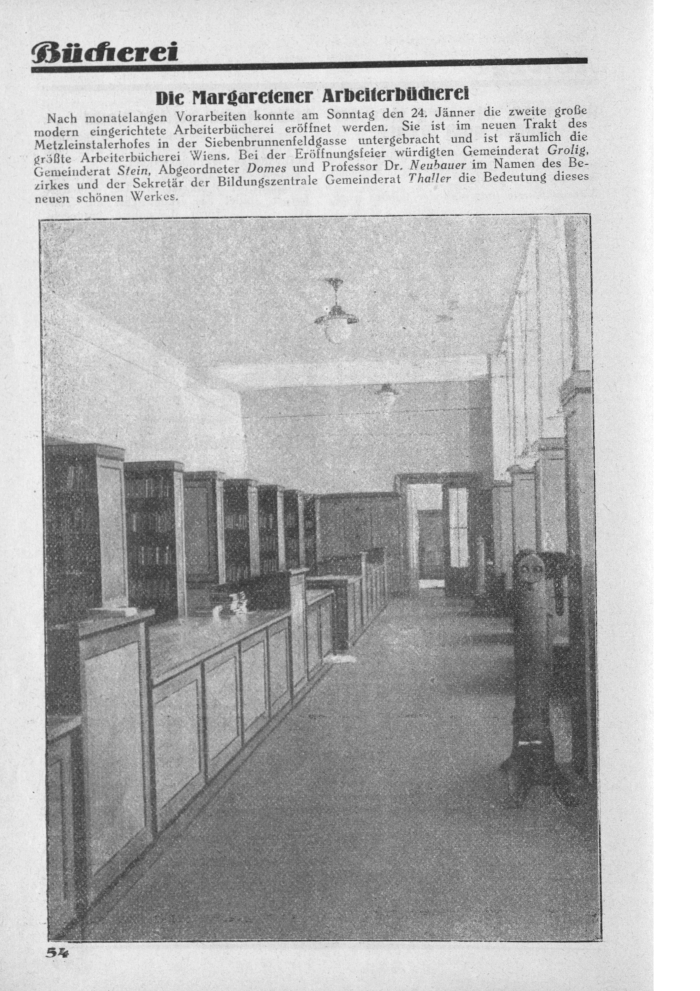 Bücherei
Die Margaretener Arbeiterbücherei
Nach monatelangen Vorarbeiten konnte am Sonntag den 24. Jänner die zweite große
modern eingerichtete Arbeiterbücherei eröffnet werden. Sie ist im neuen Trakt des
Metzleinstalerhofes in der Siebenbrunnenfeldgasse untergebracht und ist räumlich die
größte Arbeiterbücherei Wiens. Bei der Eröffnungsfeier würdigten Gemeinderat Grolig,
Gemeinderat Stein, Abgeordneter Domes und Professor Dr. Neubauer im Namen des Be-
zirkes und der Sekretär der Bildungszentrale Gemeinderat Thaller die Bedeutung dieses
neuen schönen Werkes.
54